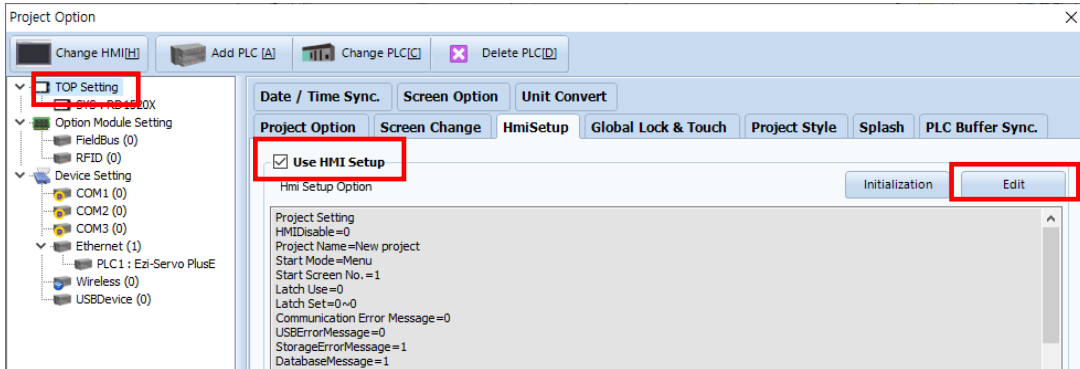 Project Option
Change HMI[H]
Add PLC [A]
Change PLC[C]
Delete PLC[D]
TOP Setting
SYS : RD1520X
Option Module Setting
FieldBus (0)
RFID (0)
Device Setting
COM1 (0)
COM2 (0)
COM3 (0)
Ethernet (1)
PLC1 : Ezi-Servo PlusE
Wireless (0)
USBDevice (0)
Date / Time Sync.
Screen Option
Unit Convert
Project Option
Screen Change
HmiSetup
Global Lock & Touch
Project Style
Splash
PLC Buffer Sync.
Use HMI Setup
Hmi Setup Option
Initialization
Edit
Project Setting
HMIDisable=0
Project Name=New project
Start Mode=Menu
Start Screen No.=1
Latch Use=0
Latch Set=0~0
Communication Error Message=0
USBErrorMessage=0
StorageErrorMessage=1
DatabaseMessage=1